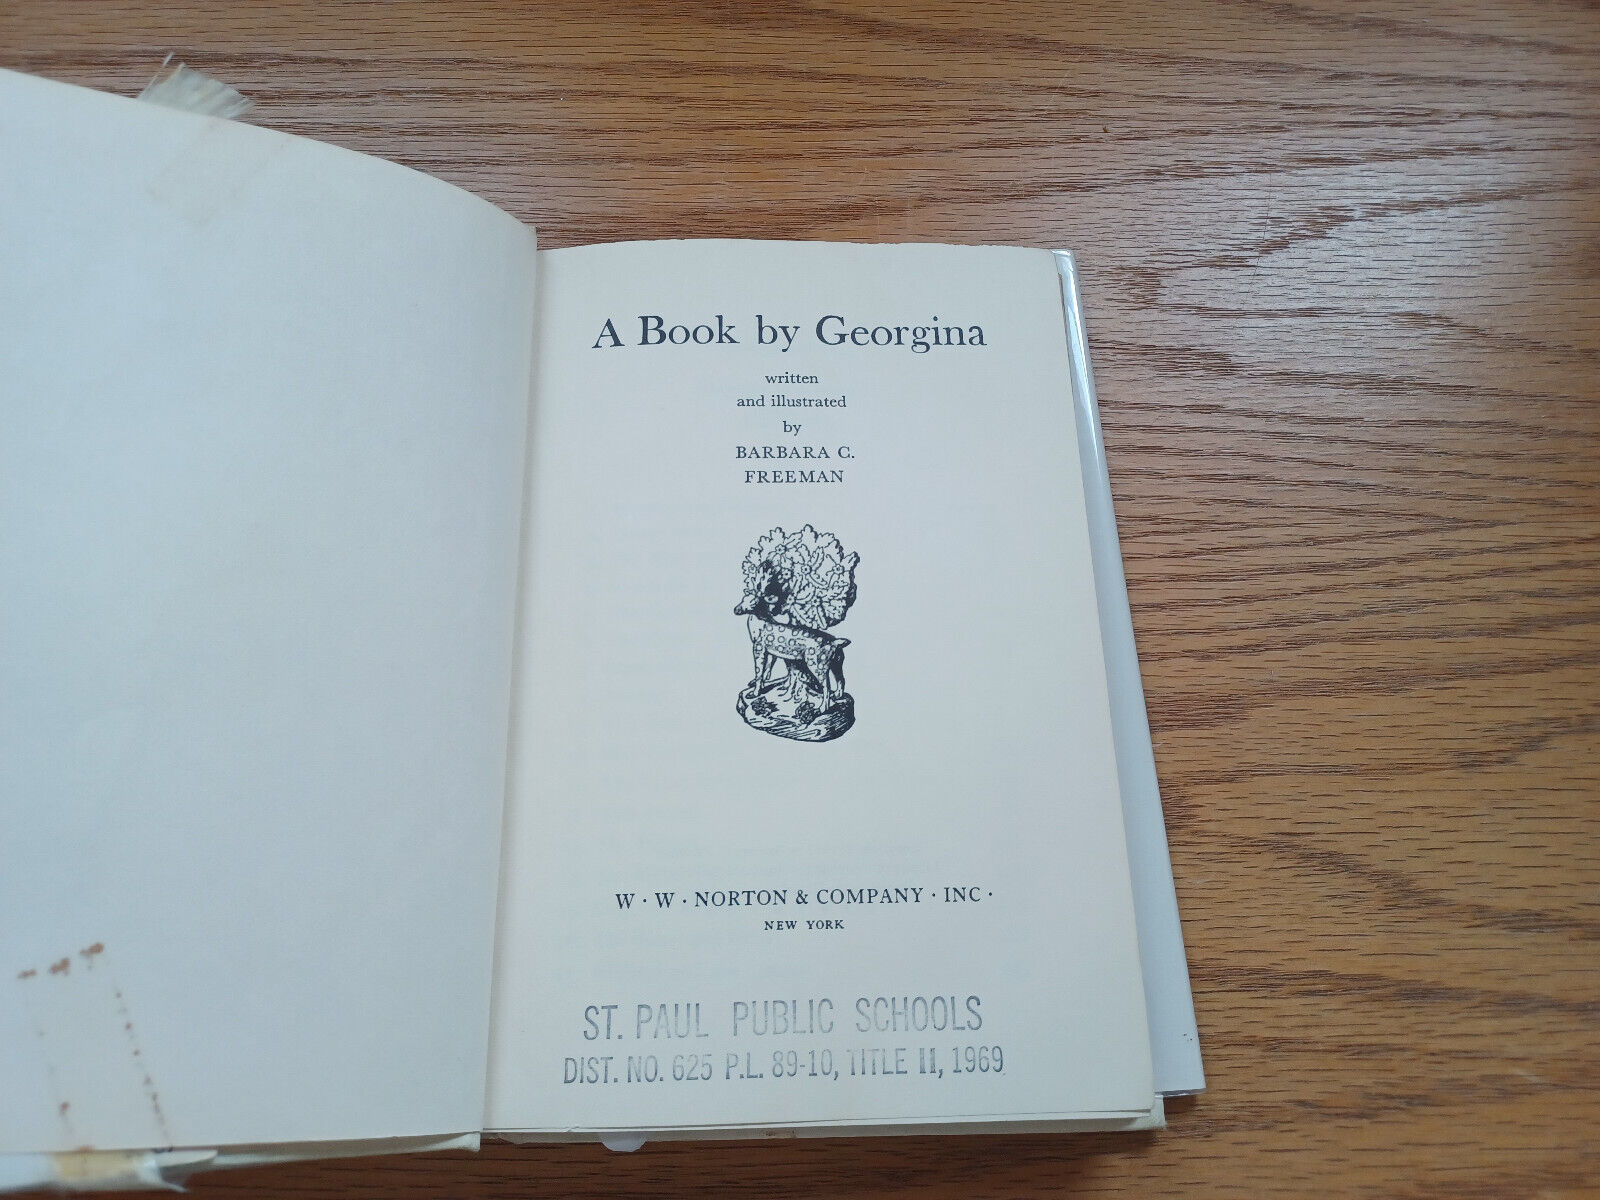 A Book by Georgina
written
and illustrated
by
BARBARA C.
FREEMAN
W · W · NORTON & COMPANY · INC ·
NEW YORK
ST. PAUL PUBLIC SCHOOLS
DIST. NO. 625 P.L. 89-10, TITLE II, 1969